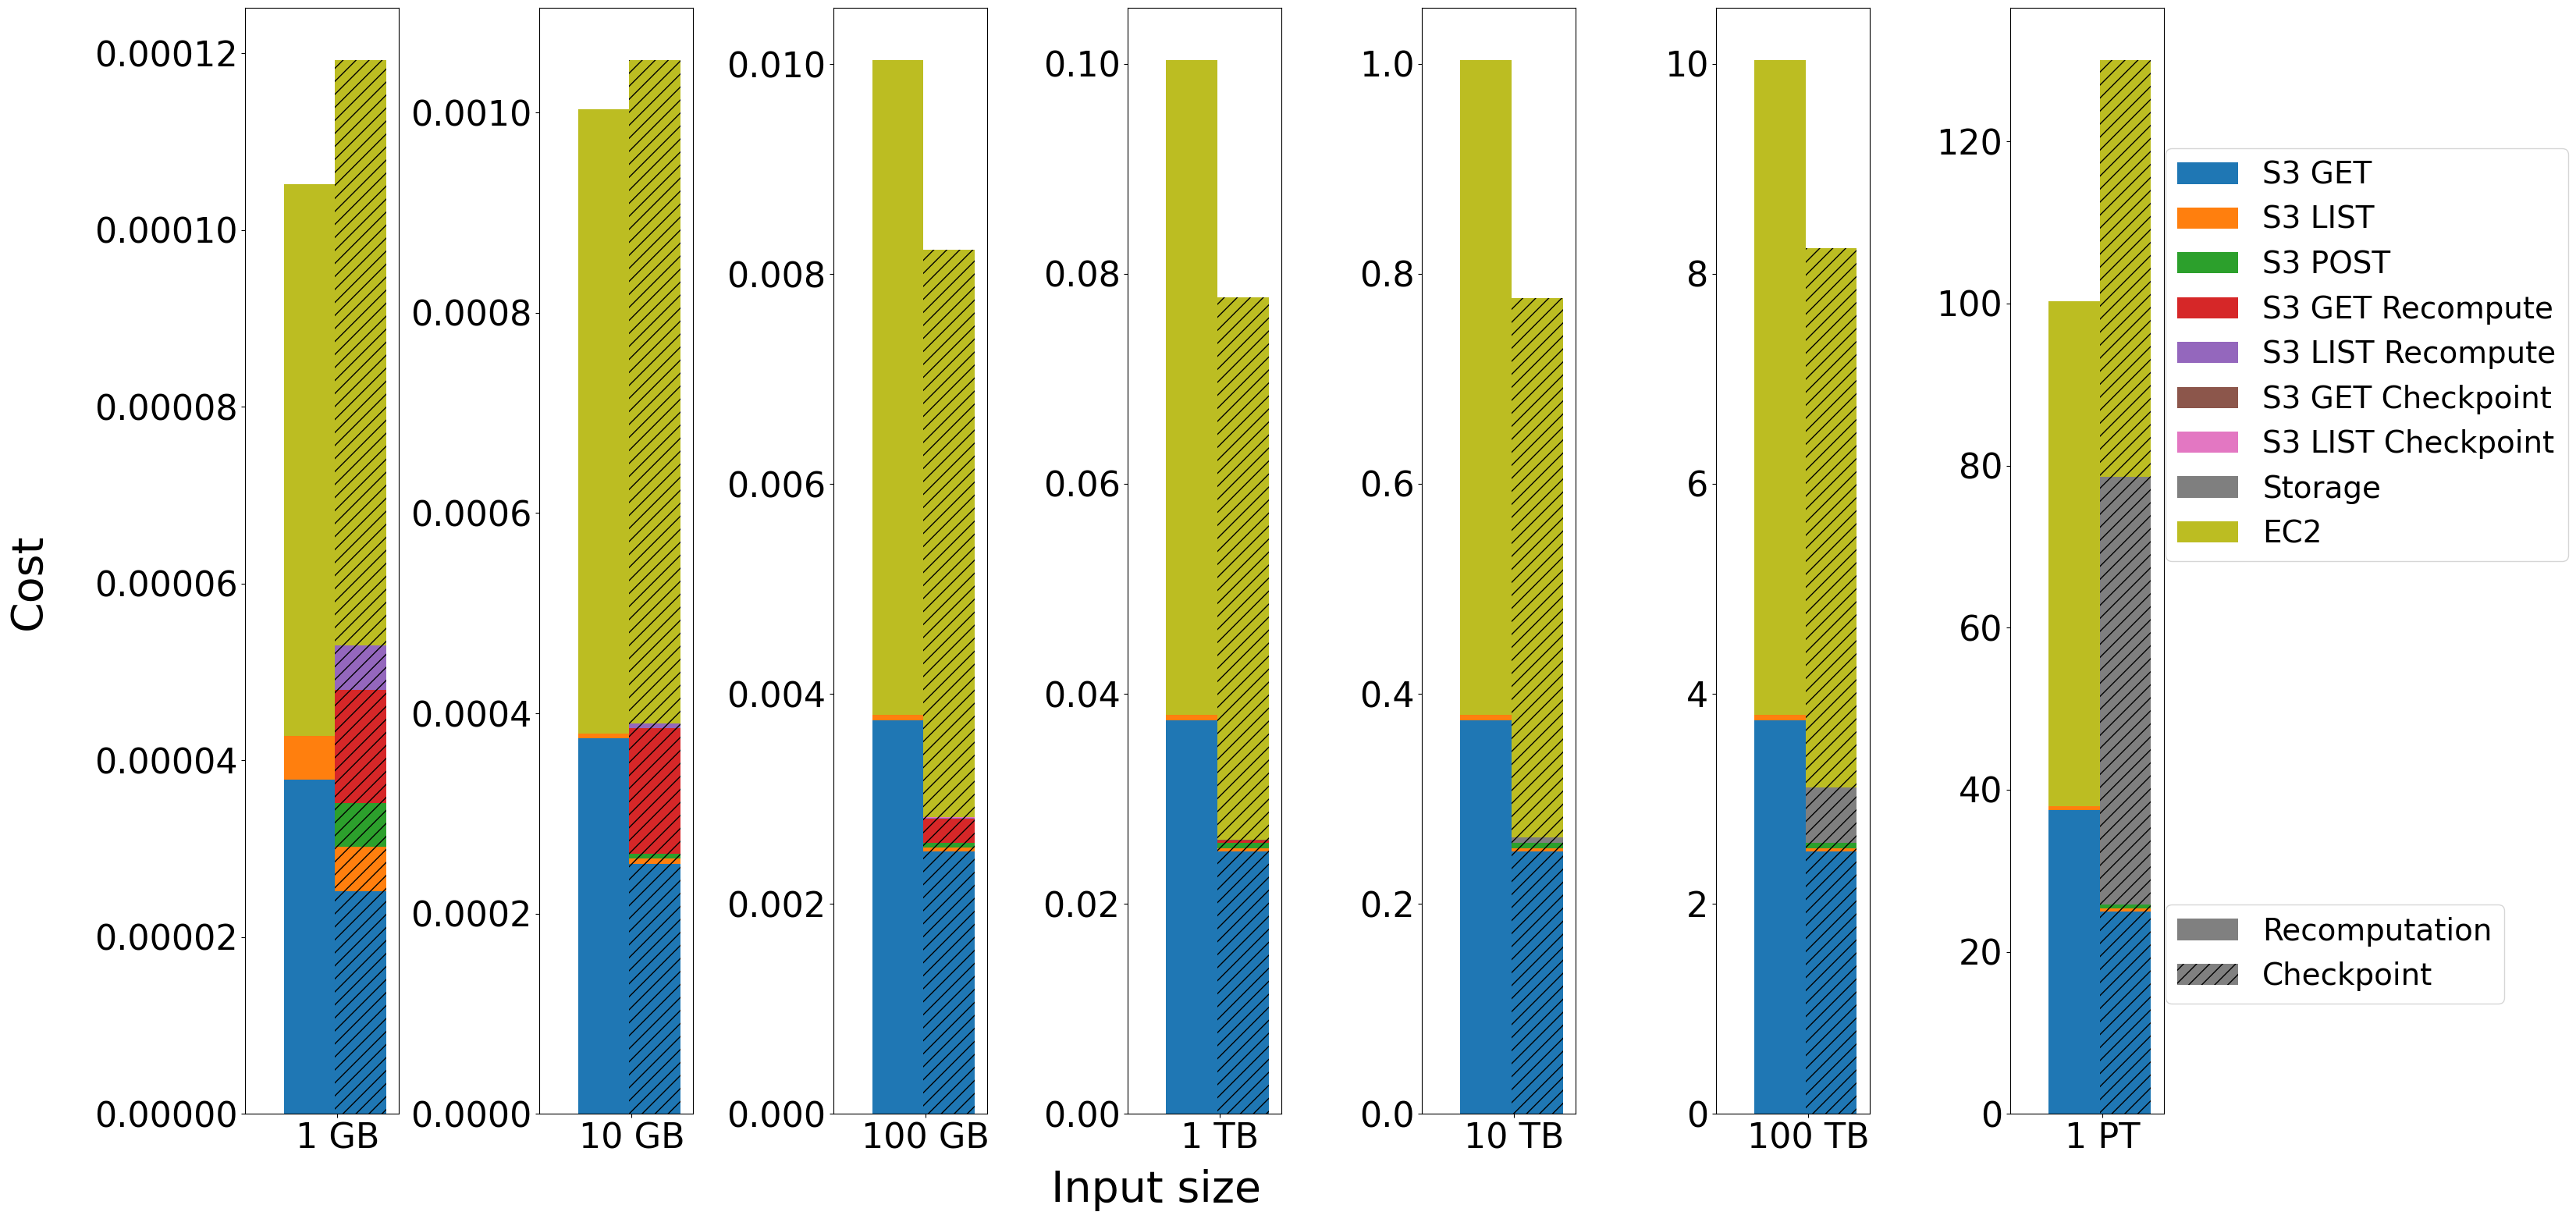 Cost
0.00012
0.00010
0.00008
0.00006
0.00004
0.00002
0.00000
1 GB
0.0010
0.0008
0.0006
0.0004
0.0002
0.0000
10 GB
0.010
0.008
0.006
0.004
0.002
0.000
100 GB
0.10
0.08
0.06
0.04
0.02
0.00
1 TB
1.0
0.8
0.6
0.4
0.2
0.0
10 TB
10
8
6
4
2
0
100 TB
120
100
80
60
40
20
0
1 PT
Input size
S3 GET
S3 LIST
S3 POST
S3 GET Recompute
S3 LIST Recompute
S3 GET Checkpoint
S3 LIST Checkpoint
Storage
EC2
Recomputation
Checkpoint